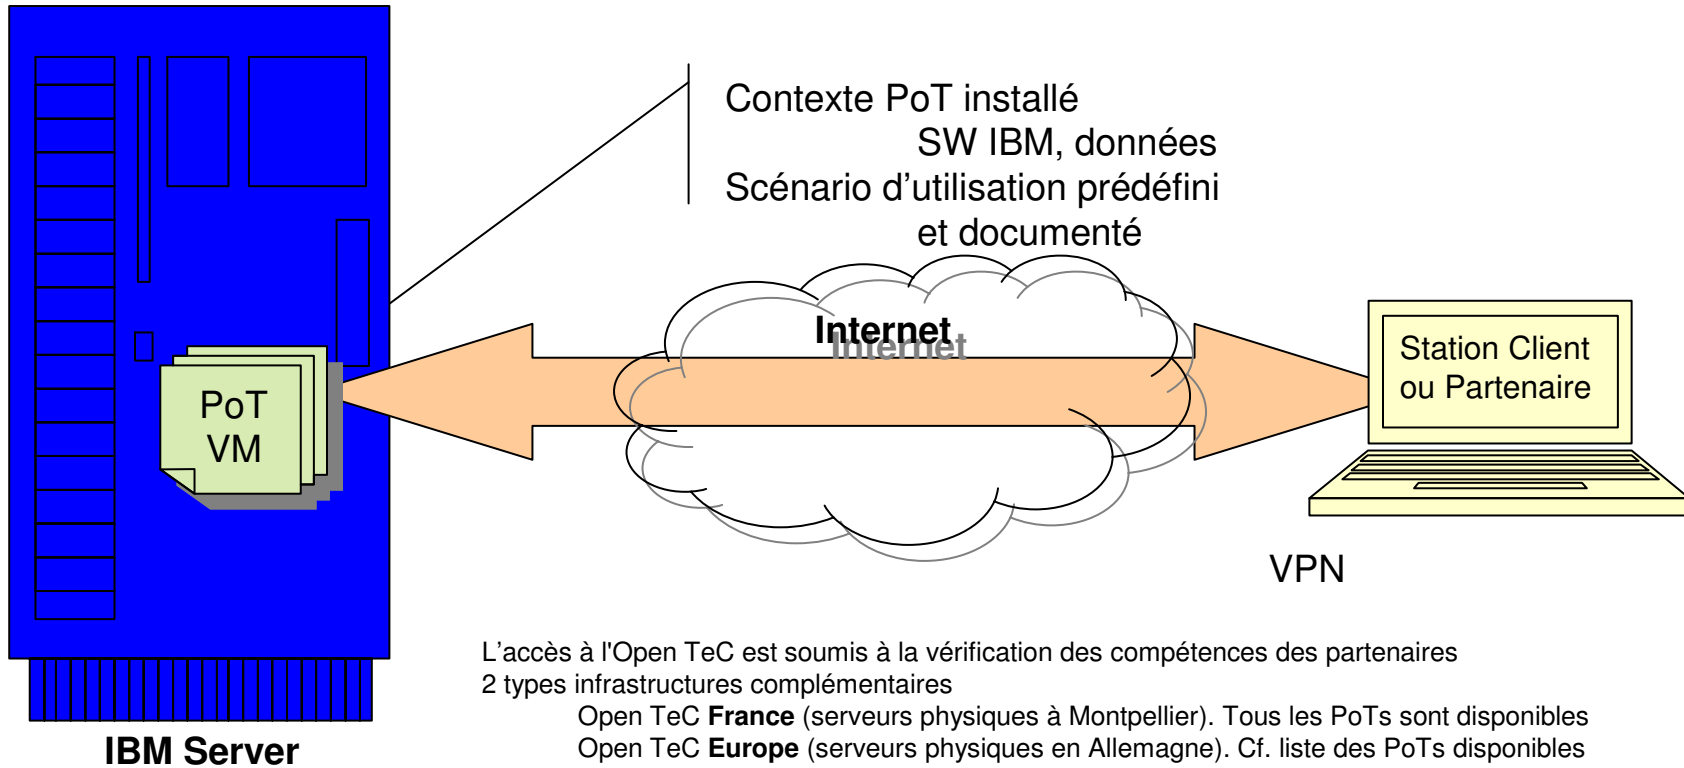 Contexte PoT installé
SW IBM, données
Scénario d’utilisation prédéfini
et documenté
Internet
Station Client
ou Partenaire
PoT
VM
VPN
L’accès à l'Open TeC est soumis à la vérification des compétences des partenaires
2 types infrastructures complémentaires
Open TeC France (serveurs physiques à Montpellier). Tous les PoTs sont disponibles
Open TeC Europe (serveurs physiques en Allemagne). Cf. liste des PoTs disponibles
IBM Server